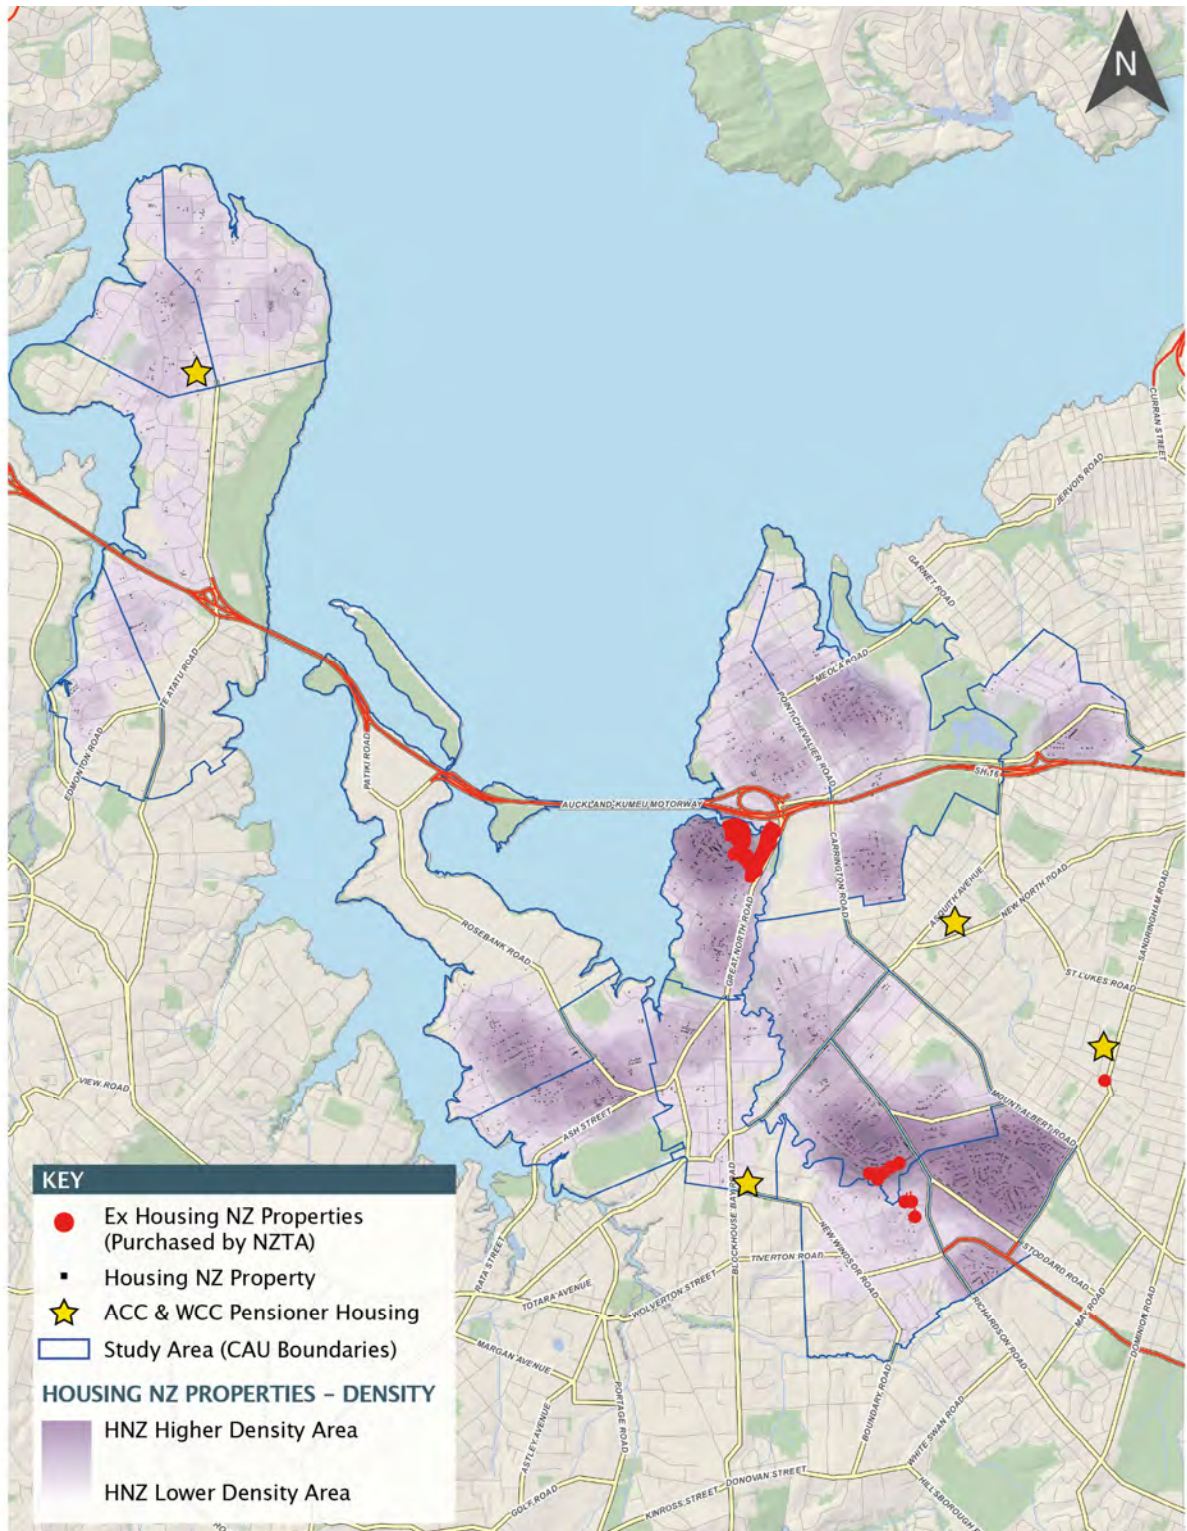 N
CURRAN STREET
JERVOIS ROAD
GARNET ROAD
MEOLA ROAD
TE ATATU ROAD
POINT CHEVALIER ROAD
EDMONTON ROAD
PATIKI ROAD
SH 16
AUCKLAND-KUMEU MOTORWAY
CARRINGTON ROAD
ASQUITH AVENUE
NEW NORTH ROAD
SANDRINGHAM ROAD
GREAT NORTH ROAD
ROSEBANK ROAD
ST LUKES ROAD
VIEW ROAD
MOUNT ALBERT ROAD
ASH STREET
KEY
Ex Housing NZ Properties
(Purchased by NZTA)
Housing NZ Property
ACC & WCC Pensioner Housing
Study Area (CAU Boundaries)
HOUSING NZ PROPERTIES – DENSITY
HNZ Higher Density Area
HNZ Lower Density Area
BLOCKHOUSE BAY ROAD
NEW WINDSOR ROAD
TIVERTON ROAD
STODDARD ROAD
RATA STREET
TOTARA AVENUE
WOLVERTON STREET
MAY ROAD
RICHARDSON ROAD
DOMINION ROAD
MARGAN AVENUE
PORTAGE ROAD
BOUNDARY ROAD
ASTLEY AVENUE
WHITE SWAN ROAD
DONOVAN STREET
GOLF ROAD
KINROSS STREET
HILLSBOROUGH